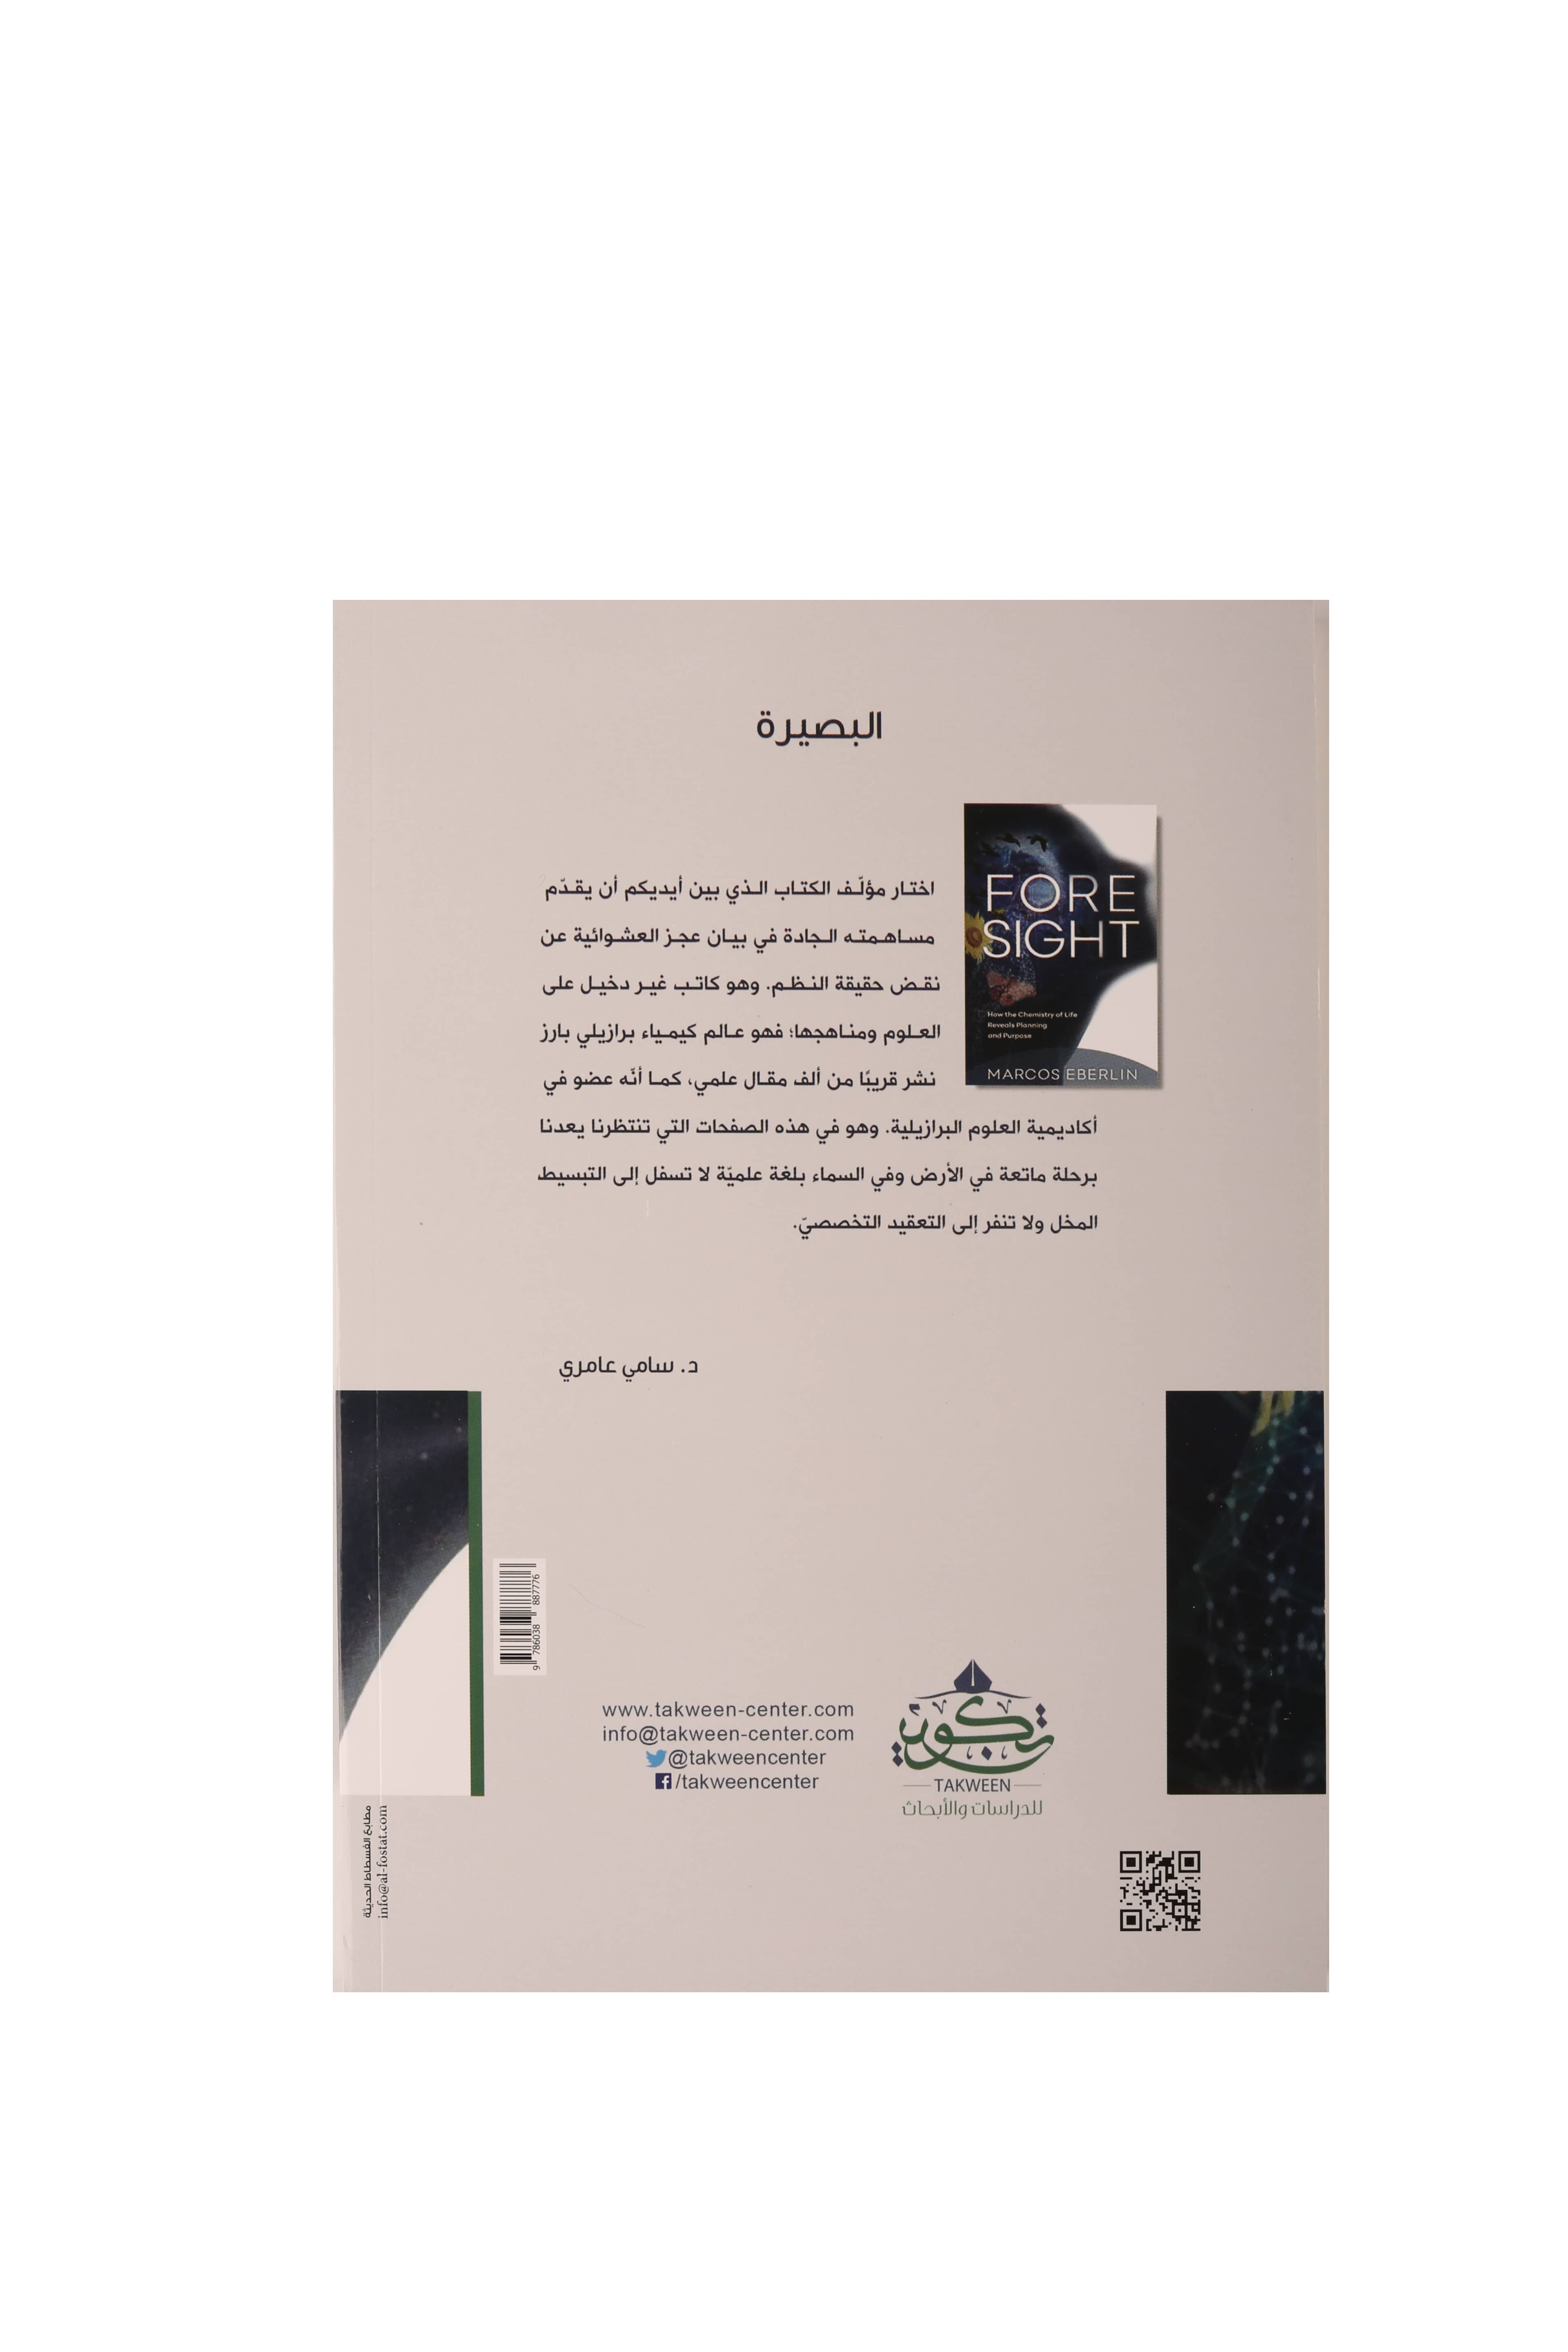 البصيرة
FORE
SIGHT
How the Chemistry of Life
Reveals Planning
and Purpose
MARCOS EBERLIN
اختار مؤلّف الكتاب الذي بين أيديكم أن يقدّم
مساهمته الجادة في بيان عجز العشوائية عن
نقض حقيقة النظم. وهو كاتب غير دخيل على
العلوم ومناهجها؛ فهو عالم كيمياء برازيلي بارز
نشر قريبًا من ألف مقال علمي، كما أنّه عضو في
أكاديمية العلوم البرازيلية. وهو في هذه الصفحات التي تنتظرنا يعدنا
برحلة ماتعة في الأرض وفي السماء بلغة علميّة لا تسفل إلى التبسيط
المخل ولا تنفر إلى التعقيد التخصصيّ.
د. سامي عامري
9 786038 887776
www.takween-center.com
info@takween-center.com
@takweencenter
/takweencenter
تكوين
TAKWEEN
للدراسات والأبحاث
مطابع الفسطاط الحديثة
info@al-fostat.com